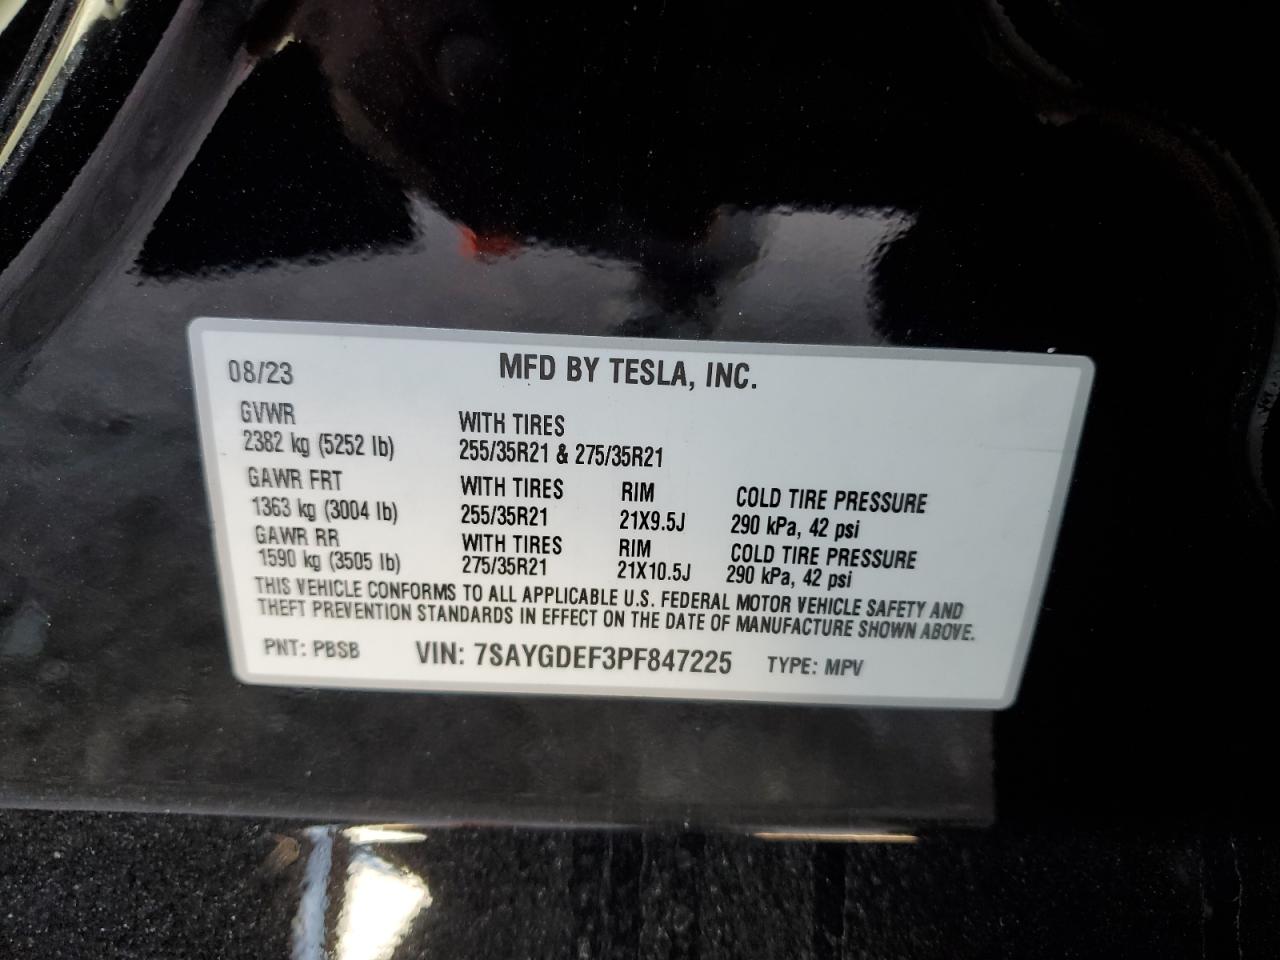 08/23 MFD BY TESLA, INC.
GVWR WITH TIRES
2382 kg (5252 lb) 255/35R21 & 275/35R21
GAWR FRT WITH TIRES RIM COLD TIRE PRESSURE
1363 kg (3004 lb) 255/35R21 21X9.5J 290 kPa, 42 psi
GAWR RR WITH TIRES RIM COLD TIRE PRESSURE
1590 kg (3505 lb) 275/35R21 21X10.5J 290 kPa, 42 psi
THIS VEHICLE CONFORMS TO ALL APPLICABLE U.S. FEDERAL MOTOR VEHICLE SAFETY AND
THEFT PREVENTION STANDARDS IN EFFECT ON THE DATE OF MANUFACTURE SHOWN ABOVE.
PNT: PBSB VIN: 7SAYGDEF3PF847225 TYPE: MPV